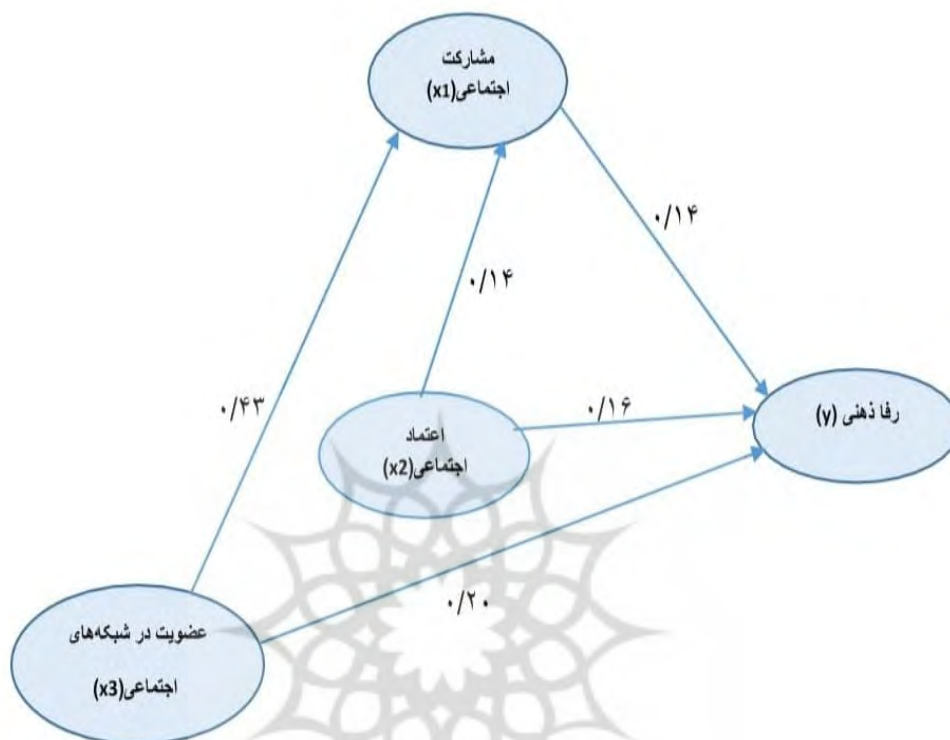 مشارکت
اجتماعی(x1)
۰/۱۴
۰/۱۴
۰/۴۳
۰/۱۶
رفا ذهنی (y)
اعتماد
اجتماعی(x2)
۰/۲۰
عضویت در شبکه‌های
اجتماعی(x3)